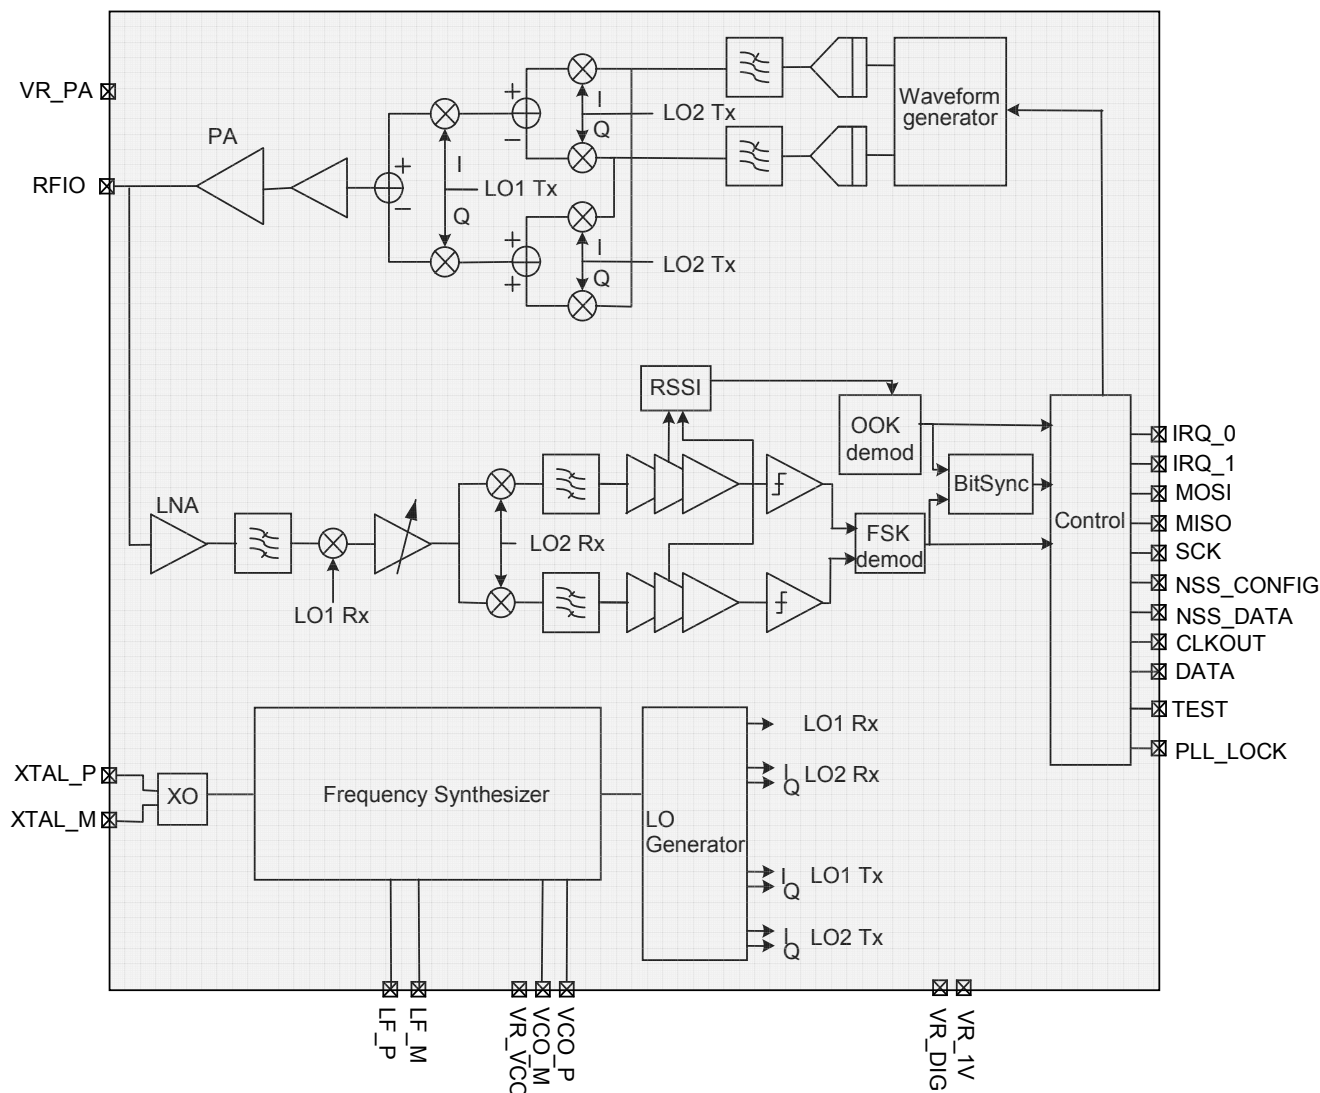 VR_PA
PA
RFIO
+
−
I
LO1 Tx
Q
+
−
I
LO2 Tx
Q
+
+
I
LO2 Tx
Q
Waveform
generator
RSSI
OOK
demod
BitSync
FSK
demod
Control
LNA
LO1 Rx
LO2 Rx
IRQ_0
IRQ_1
MOSI
MISO
SCK
NSS_CONFIG
NSS_DATA
CLKOUT
DATA
TEST
PLL_LOCK
XTAL_P
XTAL_M
XO
Frequency Synthesizer
LO
Generator
LO1 Rx
I
LO2 Rx
Q
I
LO1 Tx
Q
I
LO2 Tx
Q
LF_P
LF_M
VR_VCO
VCO_M
VCO_P
VR_DIG
VR_1V